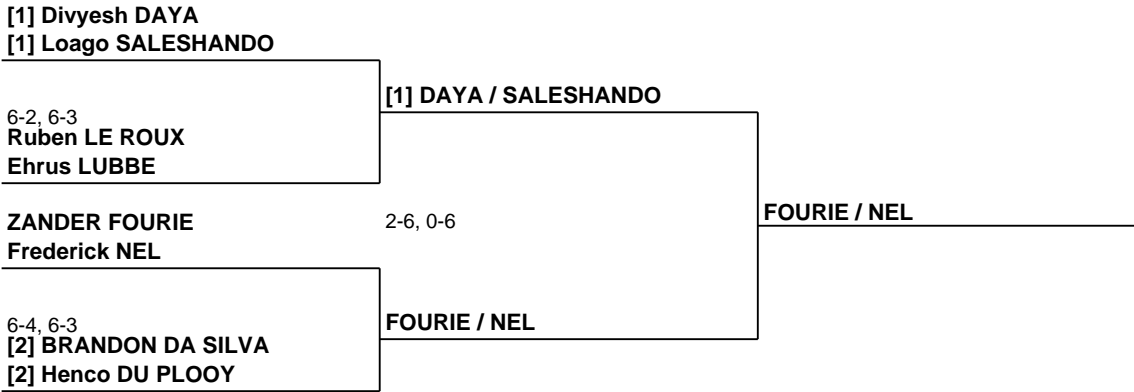 [1] Divyesh DAYA
[1] Loago SALESHANDO
[1] DAYA / SALESHANDO
6-2, 6-3
Ruben LE ROUX
Ehrus LUBBE
ZANDER FOURIE
2-6, 0-6
FOURIE / NEL
Frederick NEL
6-4, 6-3
FOURIE / NEL
[2] BRANDON DA SILVA
[2] Henco DU PLOOY